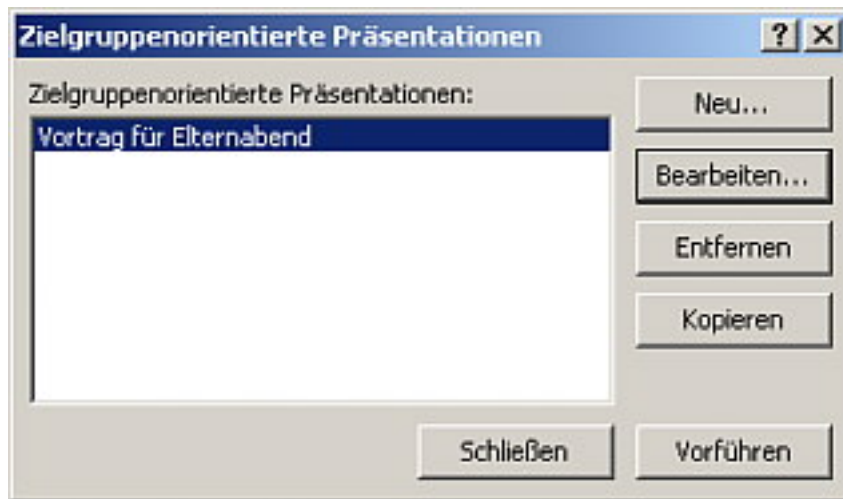 Zielgruppenorientierte Präsentationen
Zielgruppenorientierte Präsentationen:
Vortrag für Elternabend
Neu...
Bearbeiten...
Entfernen
Kopieren
Schließen
Vorführen